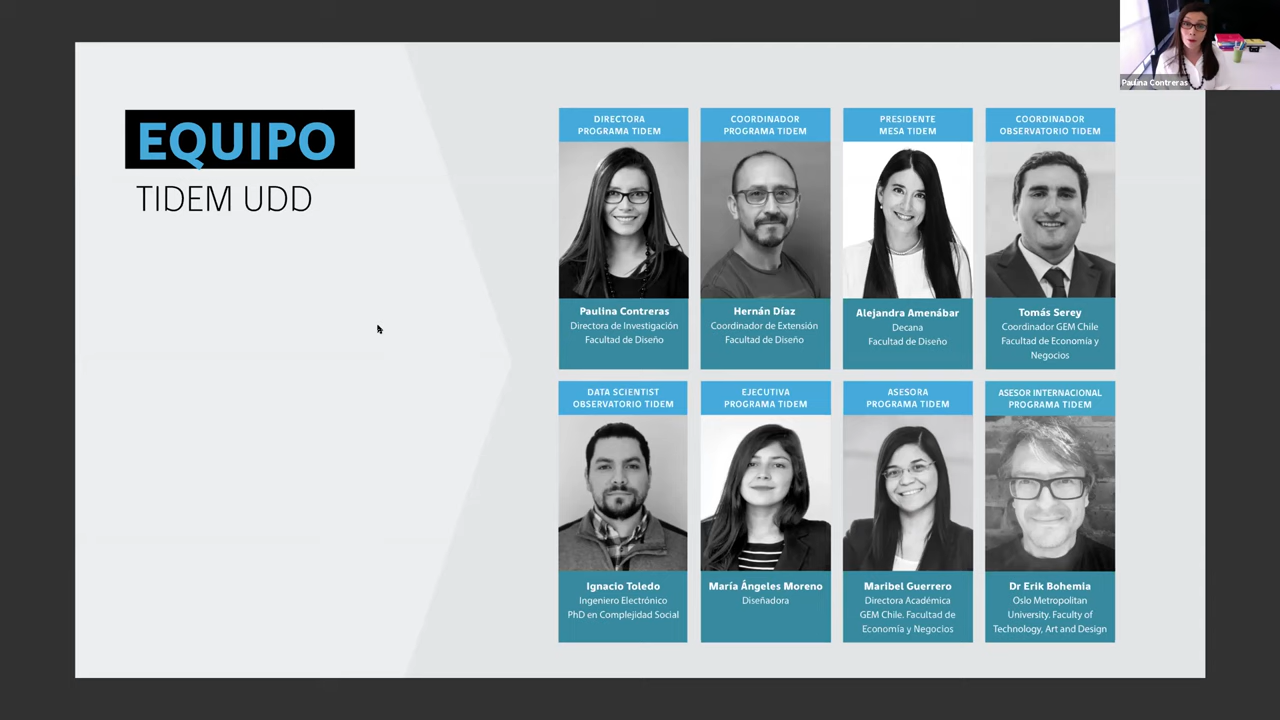 EQUIPO
TIDEM UDD
DIRECTORA
PROGRAMA TIDEM
Paulina Contreras
Directora de Investigación
Facultad de Diseño
COORDINADOR
PROGRAMA TIDEM
Hernán Díaz
Coordinador de Extensión
Facultad de Diseño
PRESIDENTE
MESA TIDEM
Alejandra Amenábar
Decana
Facultad de Diseño
COORDINADOR
OBSERVATORIO TIDEM
Tomás Serey
Coordinador GEM Chile
Facultad de Economía y
Negocios
DATA SCIENTIST
OBSERVATORIO TIDEM
Ignacio Toledo
Ingeniero Electrónico
PhD en Complejidad Social
EJECUTIVA
PROGRAMA TIDEM
María Ángeles Moreno
Diseñadora
ASESORA
PROGRAMA TIDEM
Maribel Guerrero
Directora Académica
GEM Chile. Facultad de
Economía y Negocios
ASESOR INTERNACIONAL
PROGRAMA TIDEM
Dr Erik Bohemia
Oslo Metropolitan
University. Faculty of
Technology, Art and Design
Paulina Contreras